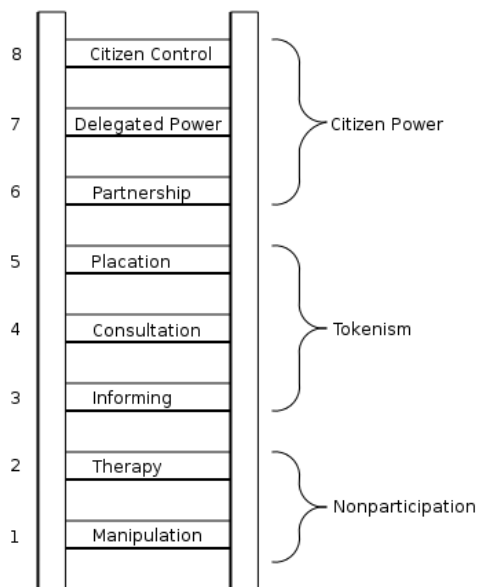 8 Citizen Control
7 Delegated Power Citizen Power
6 Partnership
5 Placation
4 Consultation Tokenism
3 Informing
2 Therapy
Nonparticipation
1 Manipulation